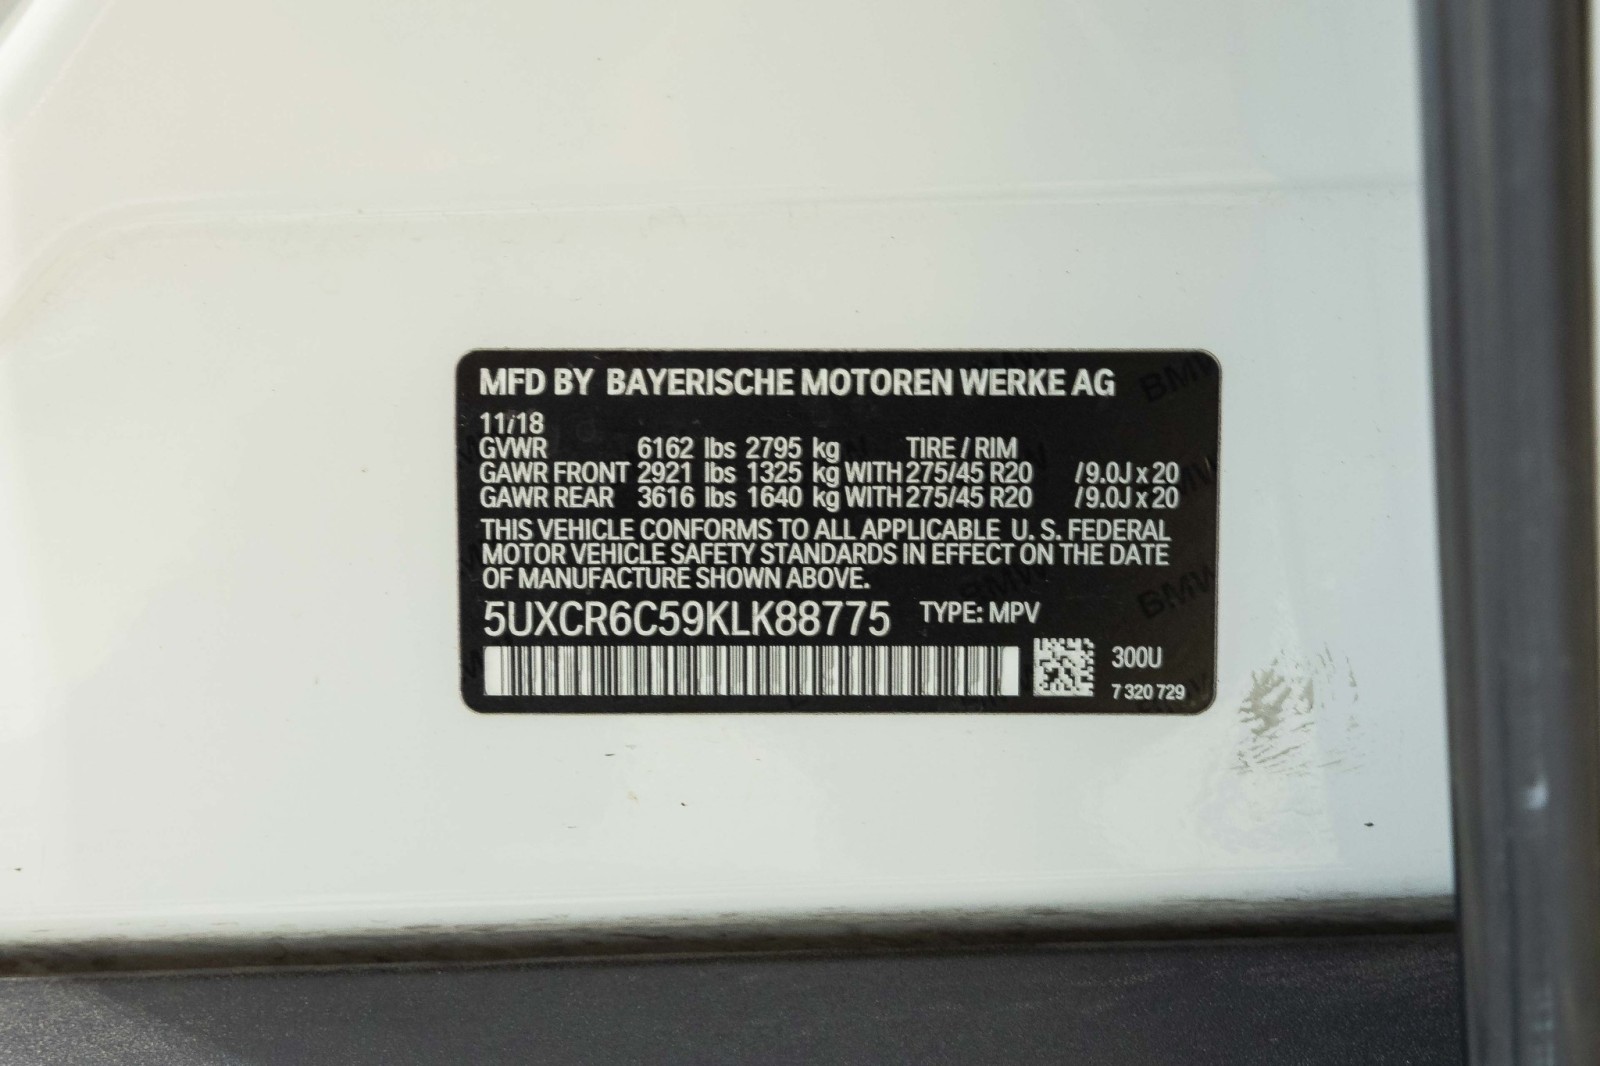 MFD BY BAYERISCHE MOTOREN WERKE AG
11/18
GVWR 6162 lbs 2795 kg TIRE / RIM
GAWR FRONT 2921 lbs 1325 kg WITH 275/45 R20 / 9.0J x 20
GAWR REAR 3616 lbs 1640 kg WITH 275/45 R20 / 9.0J x 20
THIS VEHICLE CONFORMS TO ALL APPLICABLE U. S. FEDERAL
MOTOR VEHICLE SAFETY STANDARDS IN EFFECT ON THE DATE
OF MANUFACTURE SHOWN ABOVE.
5UXCR6C59KLK88775 TYPE: MPV
300U
7 320 729